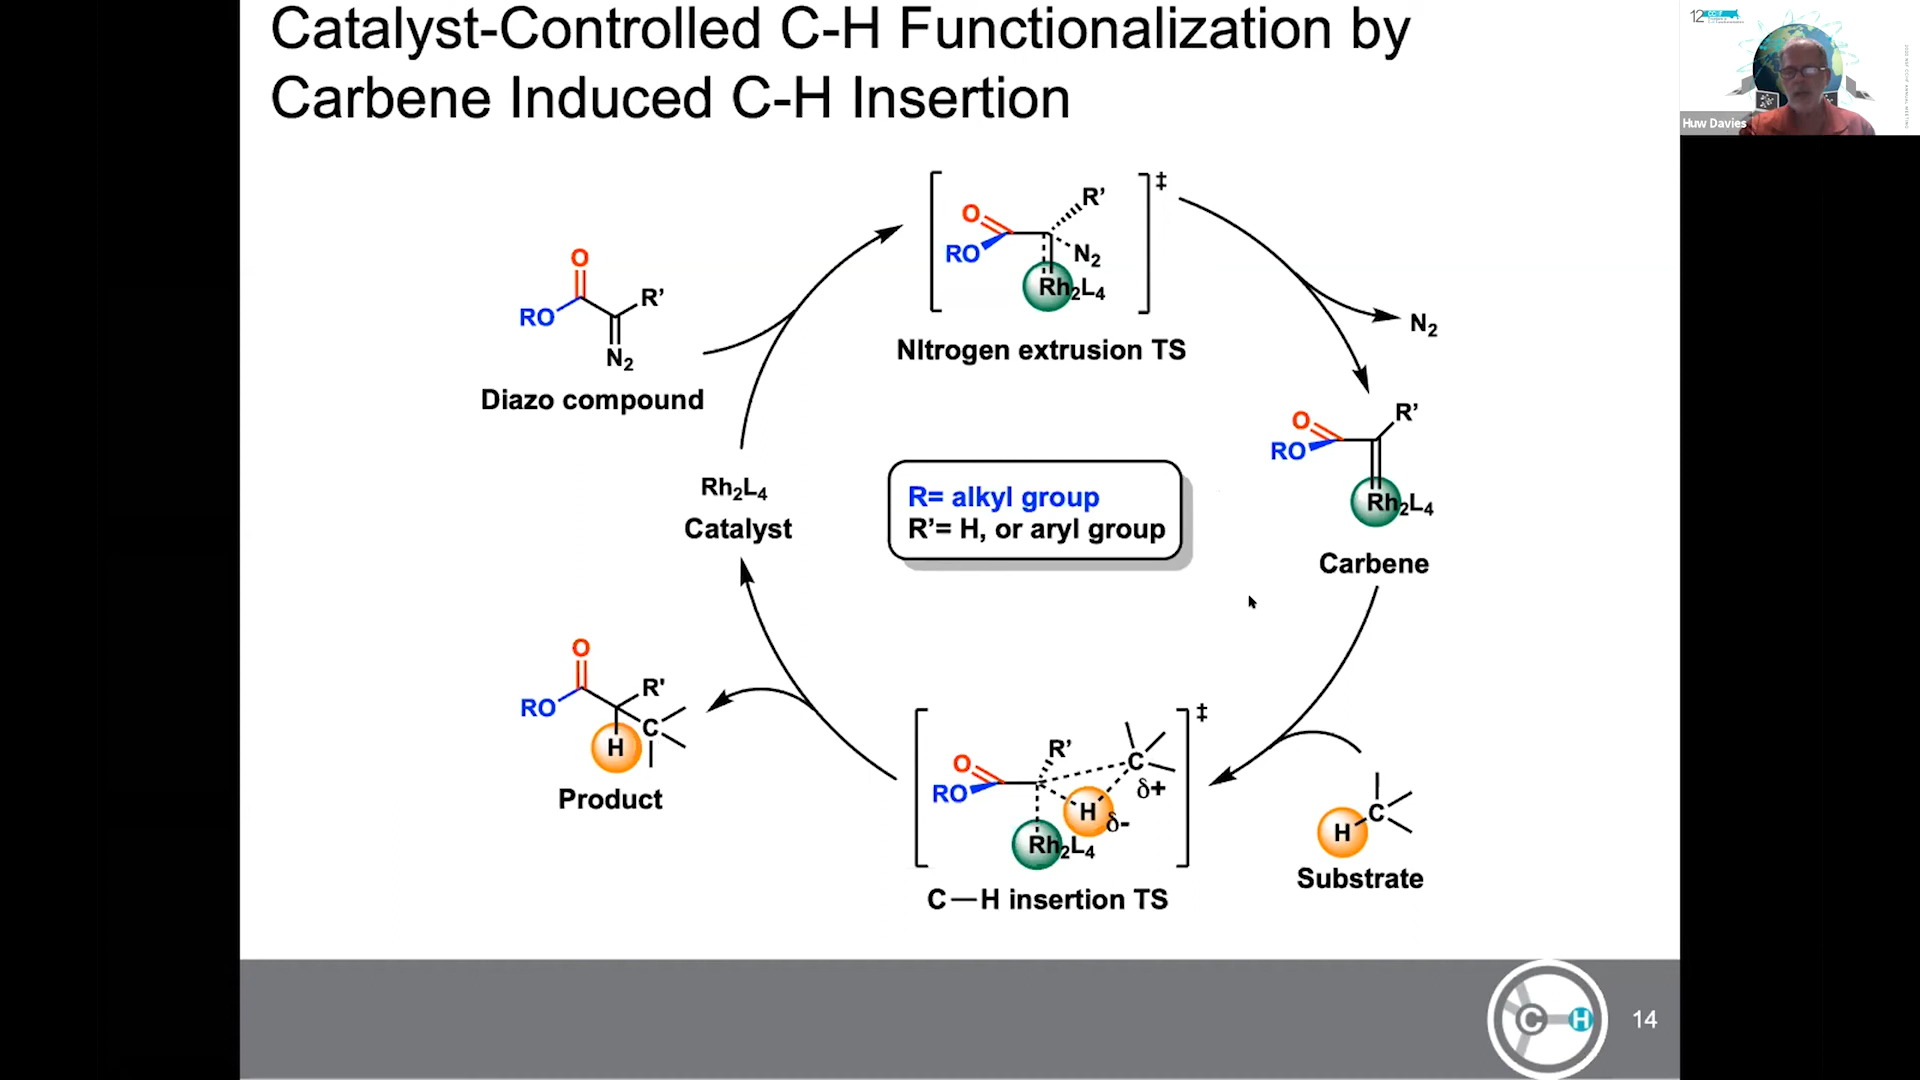 Catalyst-Controlled C-H Functionalization by
Carbene Induced C-H Insertion
12
Huw Davies
O
RO
R’
N2
Rh2L4
‡
NItrogen extrusion TS
N2
O
RO
R’
N2
Diazo compound
O
RO
R’
Rh2L4
Carbene
Rh2L4
Catalyst
R= alkyl group
R’= H, or aryl group
O
RO
R'
C
H
Product
O
RO
R’
C
δ+
H
δ-
Rh2L4
‡
C—H insertion TS
H
C
Substrate
C
H
14